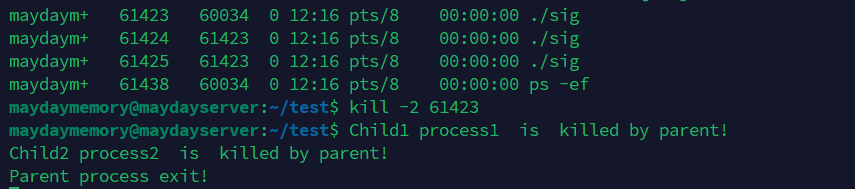 maydaym+   61423   60034  0 12:16 pts/8    00:00:00 ./sig
maydaym+   61424   61423  0 12:16 pts/8    00:00:00 ./sig
maydaym+   61425   61423  0 12:16 pts/8    00:00:00 ./sig
maydaym+   61438   60034  0 12:16 pts/8    00:00:00 ps -ef
maydaymemory@maydayserver:~/test$ kill -2 61423
maydaymemory@maydayserver:~/test$ Child1 process1  is  killed by parent!
Child2 process2  is  killed by parent!
Parent process exit!